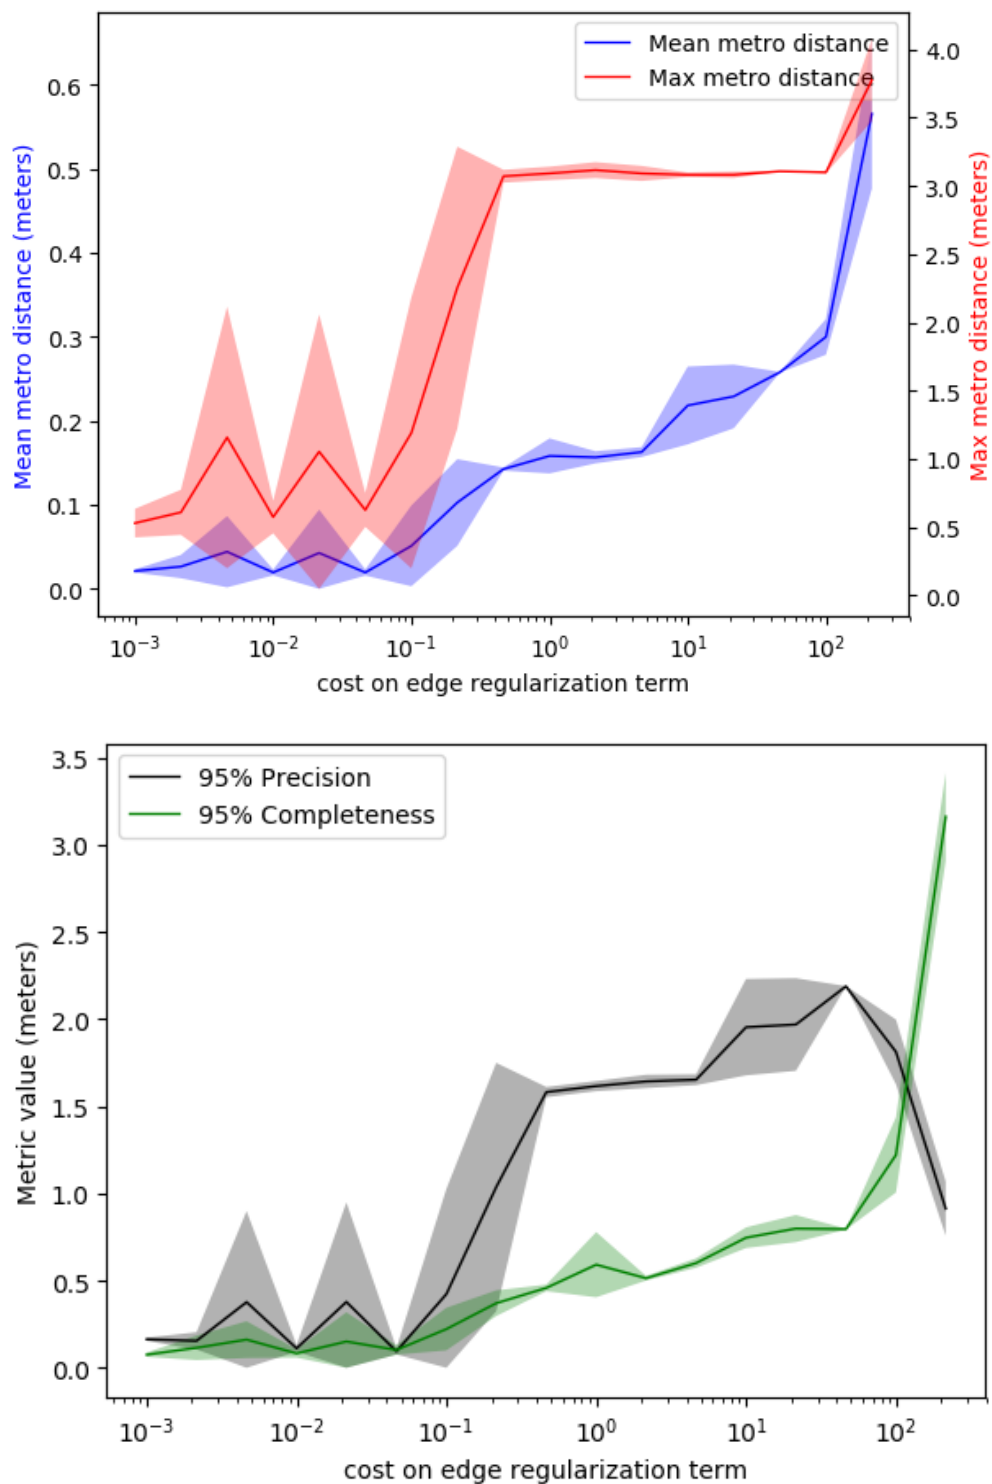 Mean metro distance
Max metro distance
Mean metro distance (meters)
0.6
0.5
0.4
0.3
0.2
0.1
0.0
4.0
3.5
3.0
2.5
2.0
1.5
1.0
0.5
0.0
Max metro distance (meters)
10⁻³ 10⁻² 10⁻¹ 10⁰ 10¹ 10²
cost on edge regularization term
95% Precision
95% Completeness
Metric value (meters)
3.5
3.0
2.5
2.0
1.5
1.0
0.5
0.0
10⁻³ 10⁻² 10⁻¹ 10⁰ 10¹ 10²
cost on edge regularization term